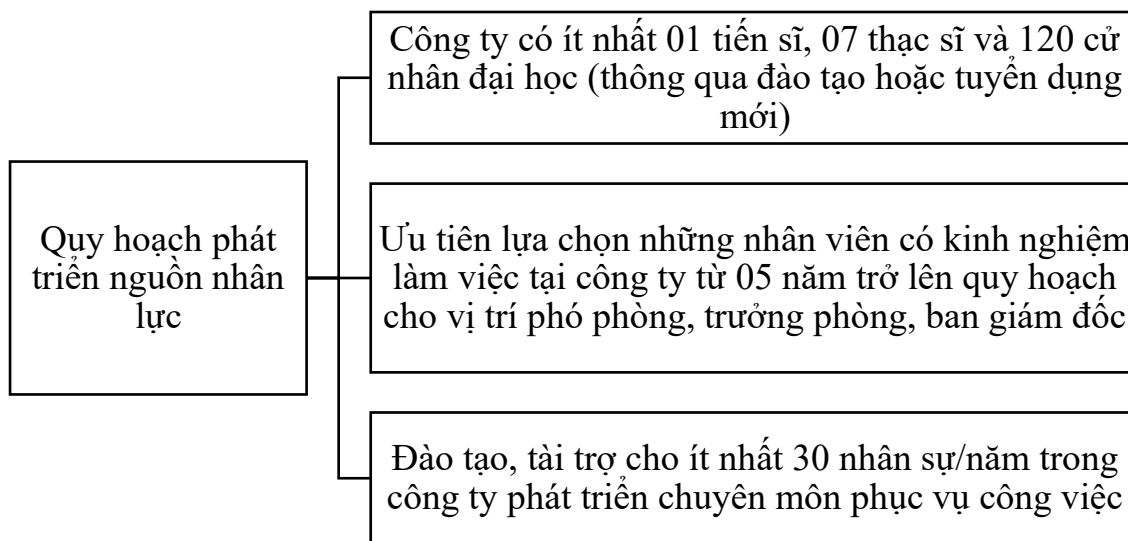 Công ty có ít nhất 01 tiến sĩ, 07 thạc sĩ và 120 cử
nhân đại học (thông qua đào tạo hoặc tuyển dụng
mới)
Quy hoạch phát
triển nguồn nhân
lực
Ưu tiên lựa chọn những nhân viên có kinh nghiệm
làm việc tại công ty từ 05 năm trở lên quy hoạch
cho vị trí phó phòng, trưởng phòng, ban giám đốc
Đào tạo, tài trợ cho ít nhất 30 nhân sự/năm trong
công ty phát triển chuyên môn phục vụ công việc